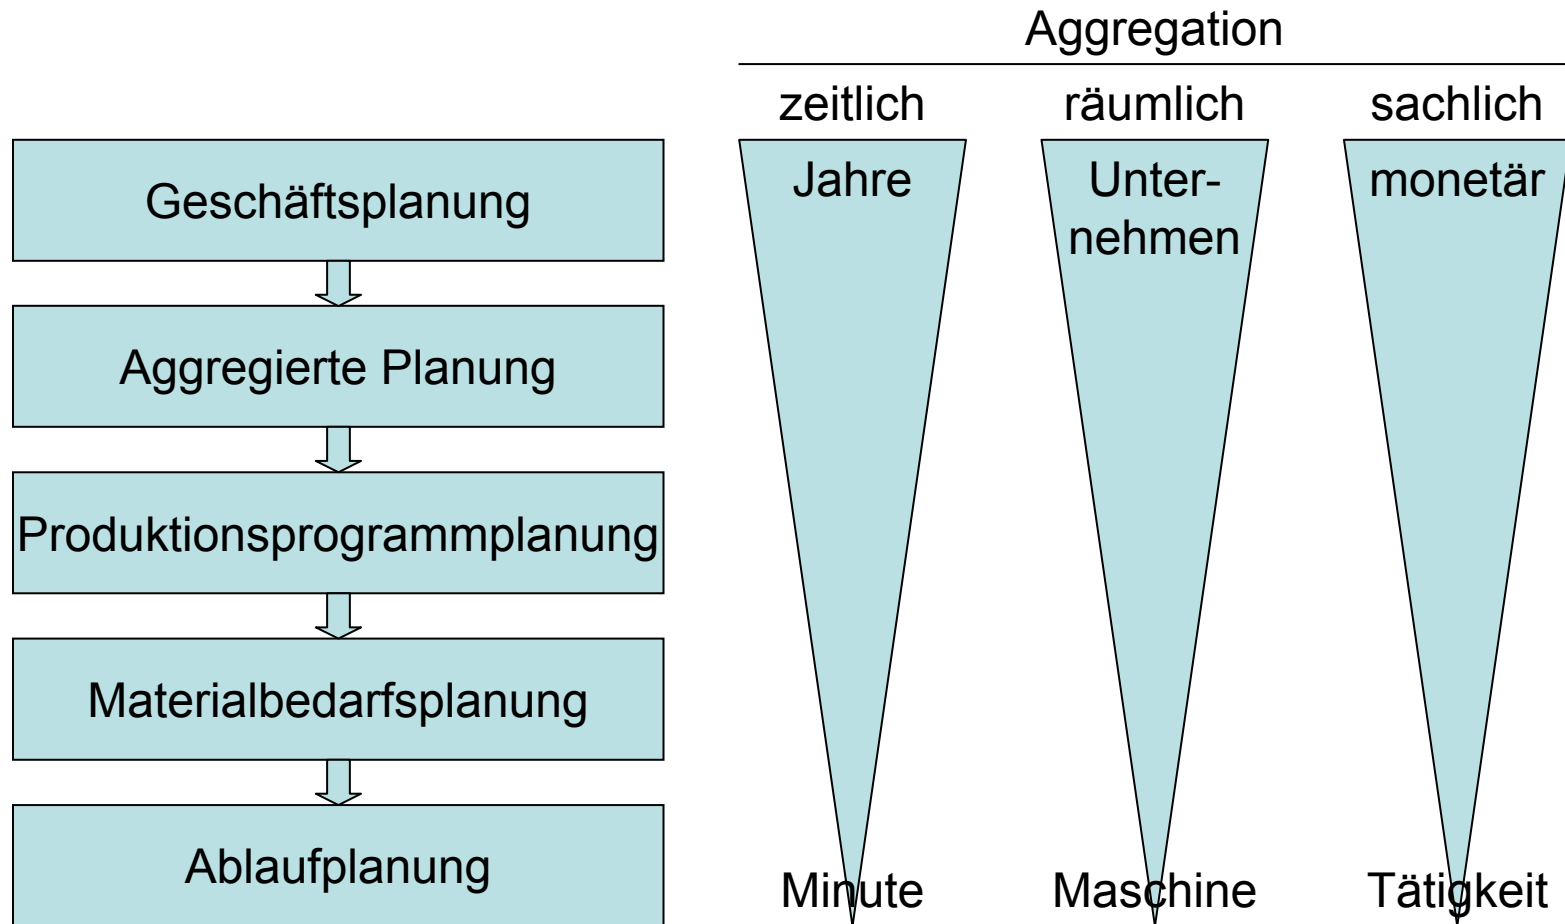 Aggregation
zeitlich räumlich sachlich
Jahre Unter- monetär
nehmen
Geschäftsplanung
Aggregierte Planung
Produktionsprogrammplanung
Materialbedarfsplanung
Ablaufplanung
Minute Maschine Tätigkeit